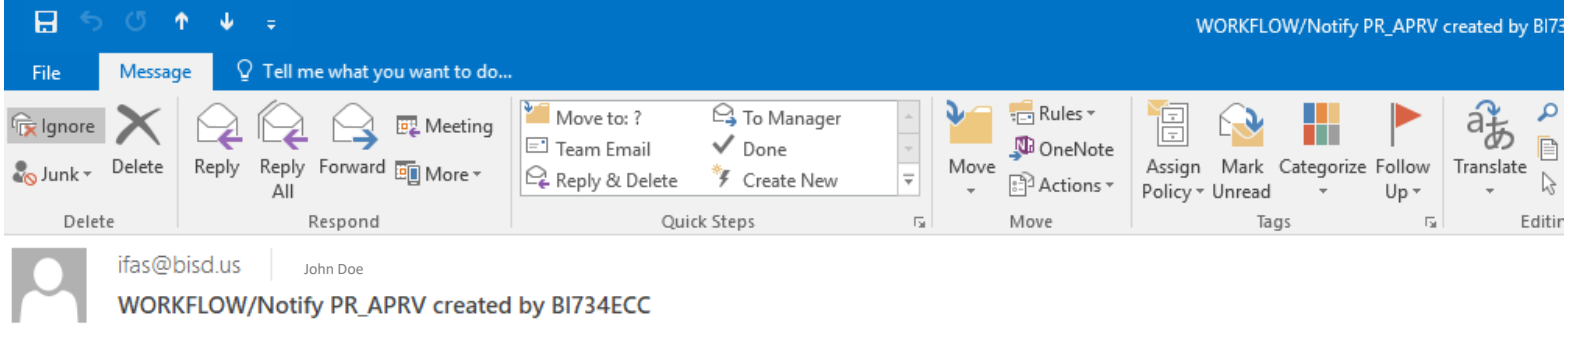 WORKFLOW/Notify PR_APRV created by BI73
File Message Tell me what you want to do...
Ignore
Junk
Delete
Reply
Reply All
Forward
Meeting
More
Move to: ?
Team Email
Reply & Delete
To Manager
Done
Create New
Move
Rules
OneNote
Actions
Assign Policy
Mark Unread
Categorize
Follow Up
Translate
Delete Respond Quick Steps Move Tags Editin
ifas@bisd.us John Doe
WORKFLOW/Notify PR_APRV created by BI734ECC